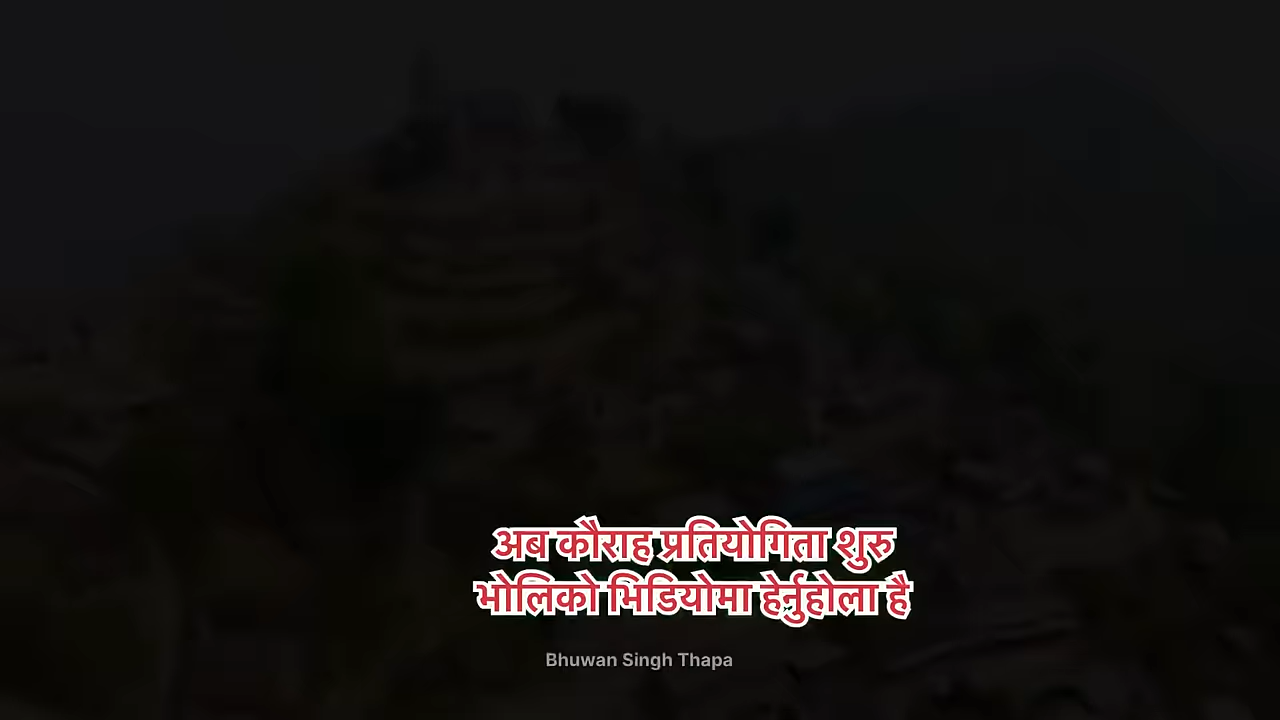 अब कौराह प्रतियोगिता शुरु
भोलिको भिडियोमा हेर्नुहोला है
Bhuwan Singh Thapa